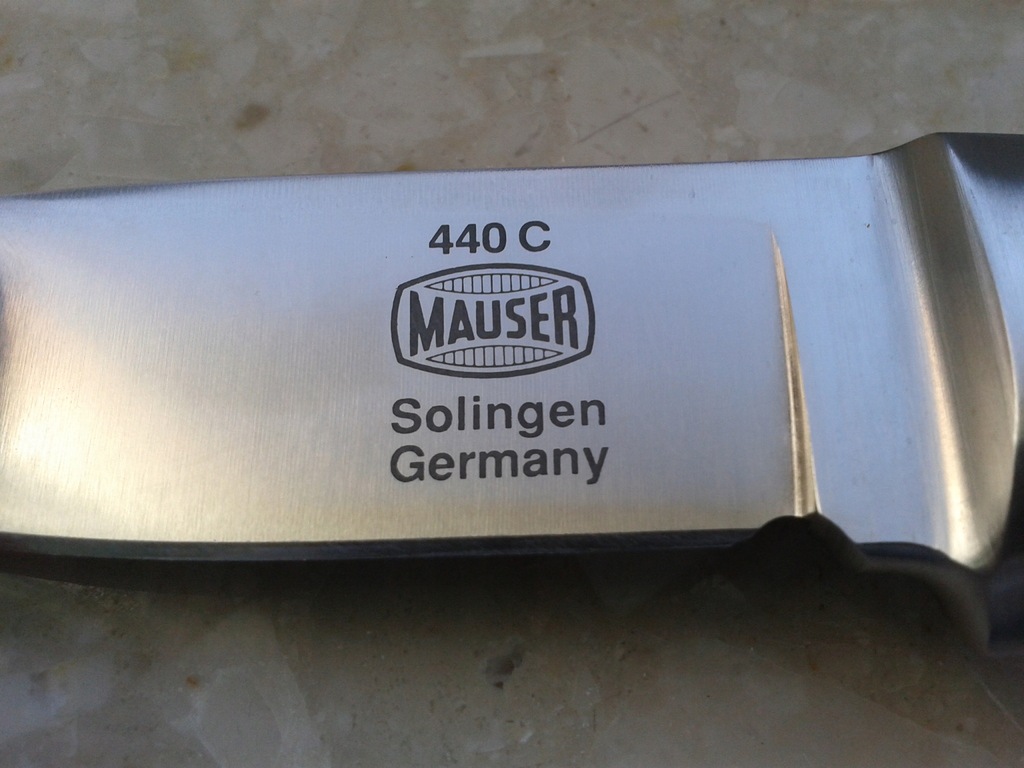 440 C
MAUSER
Solingen
Germany